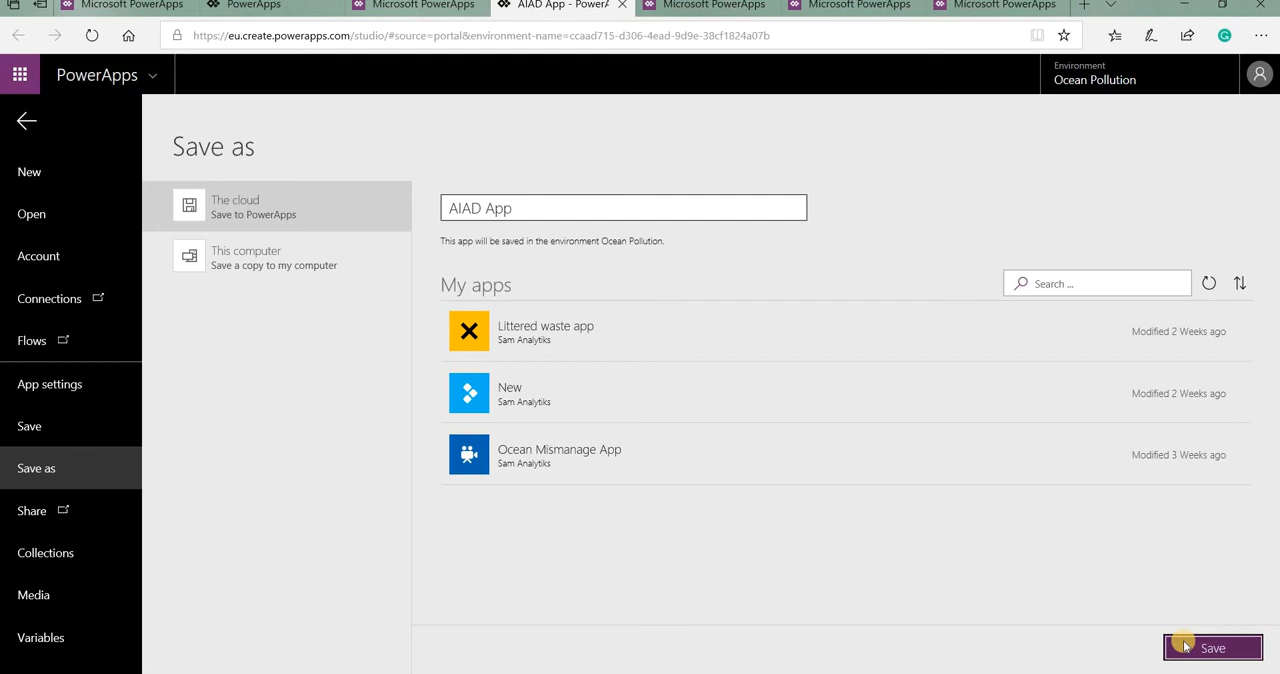 Microsoft PowerApps
PowerApps
Microsoft PowerApps
AIAD App - PowerA
Microsoft PowerApps
Microsoft PowerApps
Microsoft PowerApps
https://eu.create.powerapps.com/studio/#source=portal&environment-name=ccaad715-d306-4ead-9d9e-38cf1824a07b
PowerApps
Environment
Ocean Pollution
New
Open
Account
Connections
Flows
App settings
Save
Save as
Share
Collections
Media
Variables
Save as
The cloud
Save to PowerApps
This computer
Save a copy to my computer
AIAD App
This app will be saved in the environment Ocean Pollution.
My apps
Search ...
Littered waste app
Sam Analytiks
Modified 2 Weeks ago
New
Sam Analytiks
Modified 2 Weeks ago
Ocean Mismanage App
Sam Analytiks
Modified 3 Weeks ago
Save